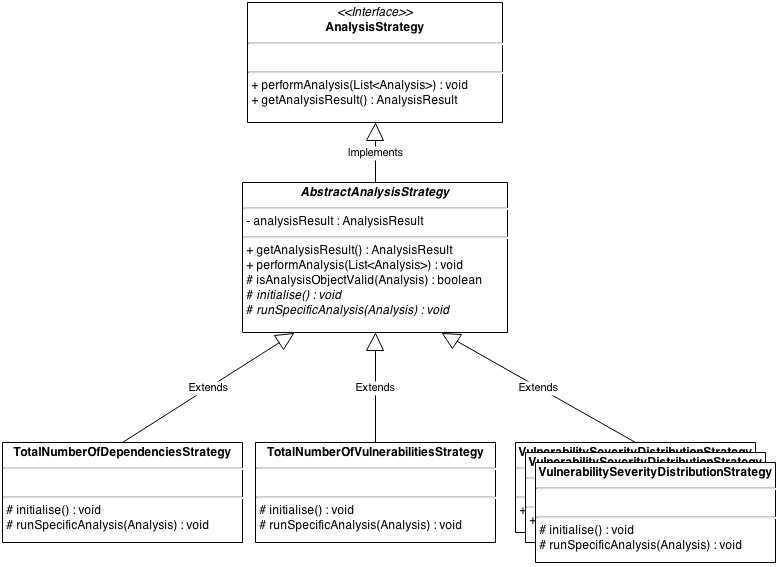 <<Interface>>
AnalysisStrategy
+ performAnalysis(List<Analysis>) : void
+ getAnalysisResult() : AnalysisResult
Implements
AbstractAnalysisStrategy
- analysisResult : AnalysisResult
+ getAnalysisResult() : AnalysisResult
+ performAnalysis(List<Analysis>) : void
# isAnalysisObjectValid(Analysis) : boolean
# initialise() : void
# runSpecificAnalysis(Analysis) : void
Extends
Extends
Extends
TotalNumberOfDependenciesStrategy
# initialise() : void
# runSpecificAnalysis(Analysis) : void
TotalNumberOfVulnerabilitiesStrategy
# initialise() : void
# runSpecificAnalysis(Analysis) : void
VulnerabilitySeverityDistributionStrategy
VulnerabilitySeverityDistributionStrategy
VulnerabilitySeverityDistributionStrategy
+
+
# initialise() : void
# runSpecificAnalysis(Analysis) : void